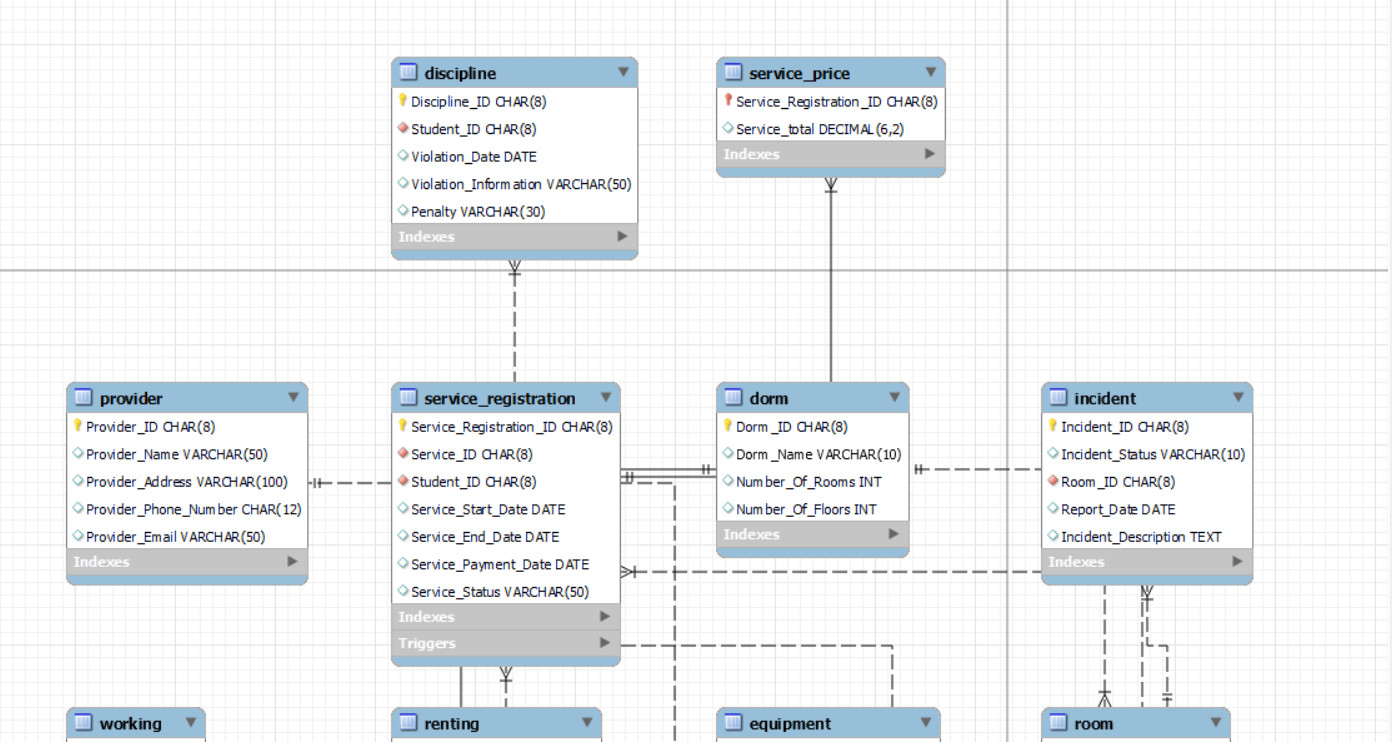 discipline
Discipline_ID CHAR(8)
Student_ID CHAR(8)
Violation_Date DATE
Violation_Information VARCHAR(50)
Penalty VARCHAR(30)
Indexes
service_price
Service_Registration_ID CHAR(8)
Service_total DECIMAL(6,2)
Indexes
provider
Provider_ID CHAR(8)
Provider_Name VARCHAR(50)
Provider_Address VARCHAR(100)
Provider_Phone_Number CHAR(12)
Provider_Email VARCHAR(50)
Indexes
service_registration
Service_Registration_ID CHAR(8)
Service_ID CHAR(8)
Student_ID CHAR(8)
Service_Start_Date DATE
Service_End_Date DATE
Service_Payment_Date DATE
Service_Status VARCHAR(50)
Indexes
Triggers
dorm
Dorm_ID CHAR(8)
Dorm_Name VARCHAR(10)
Number_Of_Rooms INT
Number_Of_Floors INT
Indexes
incident
Incident_ID CHAR(8)
Incident_Status VARCHAR(10)
Room_ID CHAR(8)
Report_Date DATE
Incident_Description TEXT
Indexes
working
renting
equipment
room